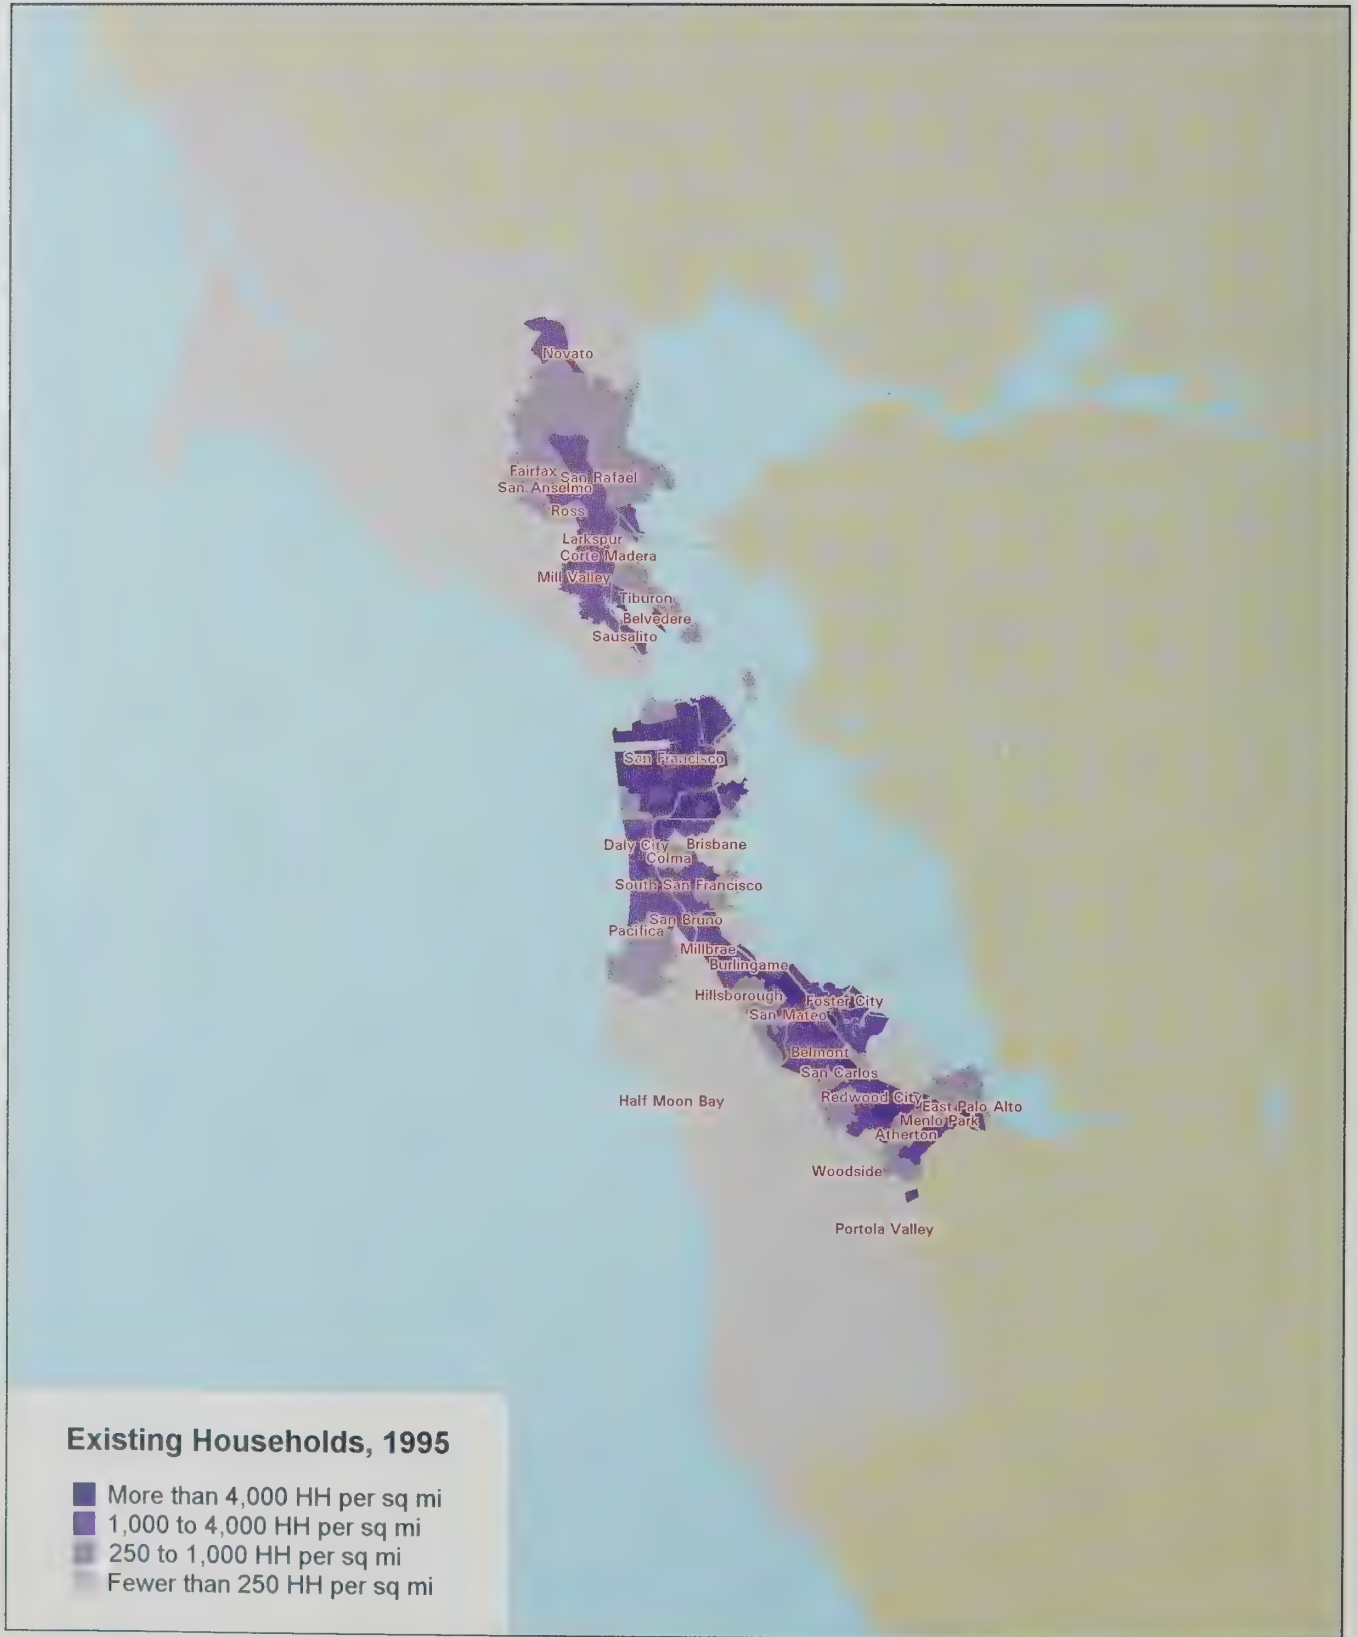 Novato
Fairfax
San Rafael
San Anselmo
Ross
Larkspur
Corte Madera
Mill Valley
Tiburon
Belvedere
Sausalito
San Francisco
Daly City
Brisbane
Colma
South San Francisco
San Bruno
Pacifica
Millbrae
Burlingame
Hillsborough
Foster City
San Mateo
Belmont
San Carlos
Redwood City
Half Moon Bay
East Palo Alto
Menlo Park
Atherton
Woodside
Portola Valley
Existing Households, 1995
More than 4,000 HH per sq mi
1,000 to 4,000 HH per sq mi
250 to 1,000 HH per sq mi
Fewer than 250 HH per sq mi